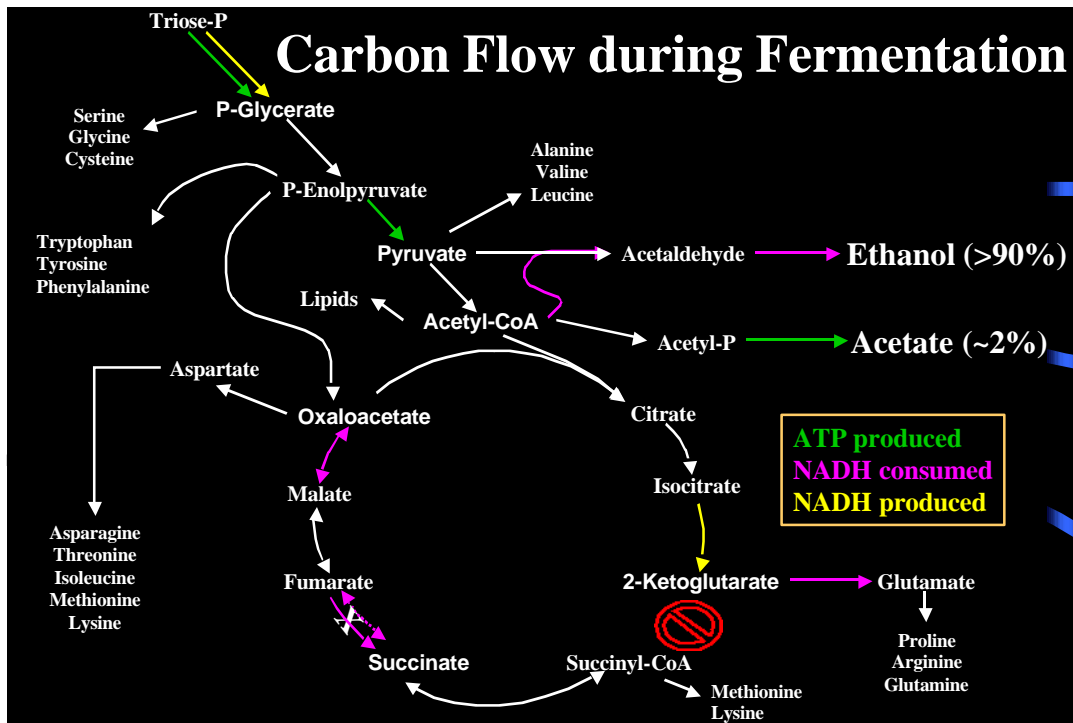 Triose-P
Carbon Flow during Fermentation
P-Glycerate
Serine
Glycine
Cysteine
Alanine
Valine
Leucine
P-Enolpyruvate
Tryptophan
Tyrosine
Phenylalanine
Pyruvate
Acetaldehyde
Ethanol (>90%)
Lipids
Acetyl-CoA
Acetyl-P
Acetate (~2%)
Aspartate
Oxaloacetate
Citrate
ATP produced
NADH consumed
NADH produced
Isocitrate
Malate
Asparagine
Threonine
Isoleucine
Methionine
Lysine
Fumarate
2-Ketoglutarate
Glutamate
X
Proline
Arginine
Glutamine
Succinate
Succinyl-CoA
Methionine
Lysine